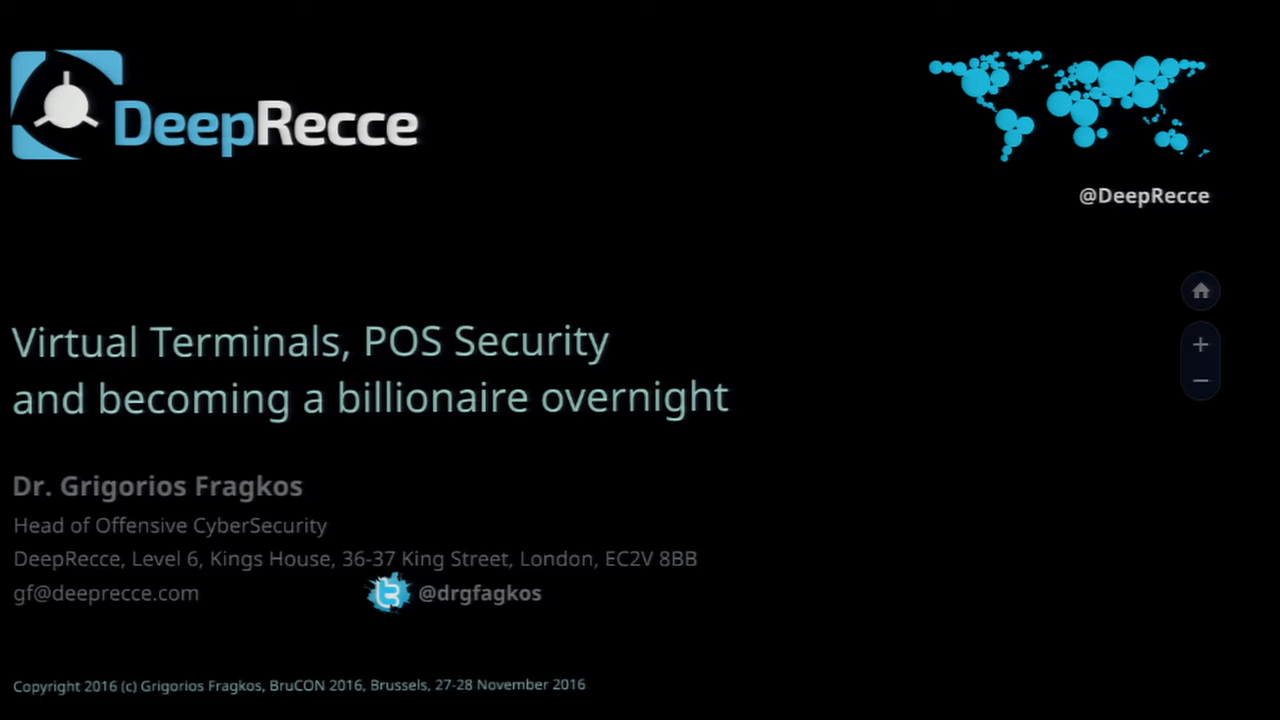 DeepRecce
@DeepRecce
Virtual Terminals, POS Security
and becoming a billionaire overnight
Dr. Grigorios Fragkos
Head of Offensive CyberSecurity
DeepRecce, Level 6, Kings House, 36-37 King Street, London, EC2V 8BB
gf@deeprecce.com
@drgfagkos
Copyright 2016 (c) Grigorios Fragkos, BruCON 2016, Brussels, 27-28 November 2016